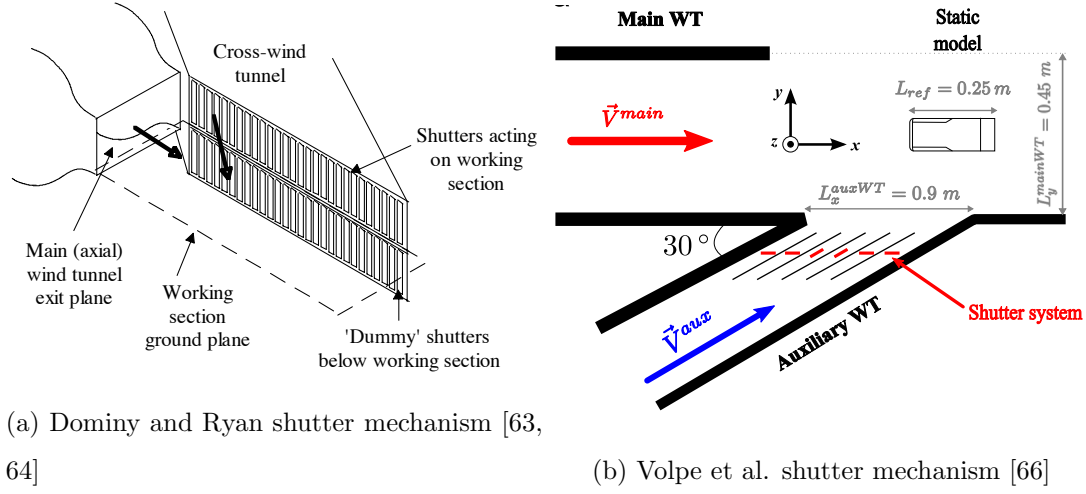 Cross-wind
tunnel
Shutters acting
on working
section
Main (axial)
wind tunnel
exit plane
Working
section
ground plane
'Dummy' shutters
below working section
(a) Dominy and Ryan shutter mechanism [63,
64]
Main WT
Static
model
V⃗^main
y
z
x
L_ref = 0.25 m
L_y^mainWT = 0.45 m
L_x^auxWT = 0.9 m
30°
V⃗^aux
Auxiliary WT
Shutter system
(b) Volpe et al. shutter mechanism [66]